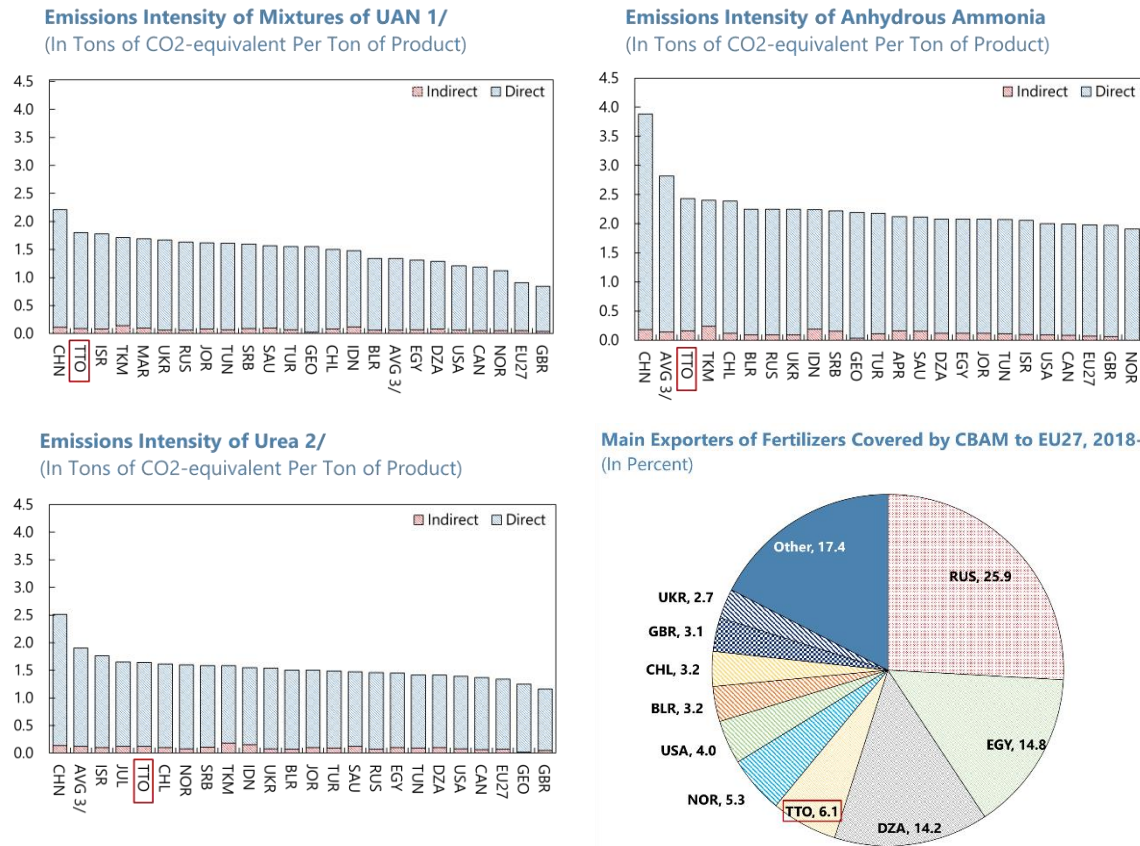 Emissions Intensity of Mixtures of UAN 1/
(In Tons of CO2-equivalent Per Ton of Product)
4.5
4.0
3.5
3.0
2.5
2.0
1.5
1.0
0.5
0.0
Indirect Direct
CHN TTO ISR TKM MAR UKR RUS JOR TUN SRB SAU TUR GEO CHL IDN BLR AVG 3/ EGY DZA USA CAN NOR EU27 GBR
Emissions Intensity of Anhydrous Ammonia
(In Tons of CO2-equivalent Per Ton of Product)
4.5
4.0
3.5
3.0
2.5
2.0
1.5
1.0
0.5
0.0
Indirect Direct
CHN AVG 3/ TTO TKM CHL BLR RUS UKR IDN SRB GEO TUR APR SAU DZA EGY JOR TUN ISR USA CAN EU27 GBR NOR
Emissions Intensity of Urea 2/
(In Tons of CO2-equivalent Per Ton of Product)
4.5
4.0
3.5
3.0
2.5
2.0
1.5
1.0
0.5
0.0
Indirect Direct
CHN AVG 3/ ISR JUL TTO CHL NOR SRB TKM IDN UKR BLR JOR TUR SAU RUS EGY TUN DZA USA CAN EU27 GEO GBR
Main Exporters of Fertilizers Covered by CBAM to EU27, 2018-
(In Percent)
Other, 17.4
RUS, 25.9
UKR, 2.7
GBR, 3.1
CHL, 3.2
BLR, 3.2
USA, 4.0
EGY, 14.8
NOR, 5.3
TTO, 6.1
DZA, 14.2